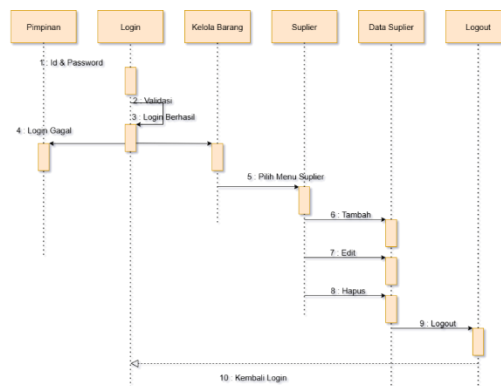 Pimpinan
Login
Kelola Barang
Suplier
Data Suplier
Logout
1 : Id & Password
2 : Validasi
3 : Login Berhasil
4 : Login Gagal
5 : Pilih Menu Suplier
6 : Tambah
7 : Edit
8 : Hapus
9 : Logout
10 : Kembali Login